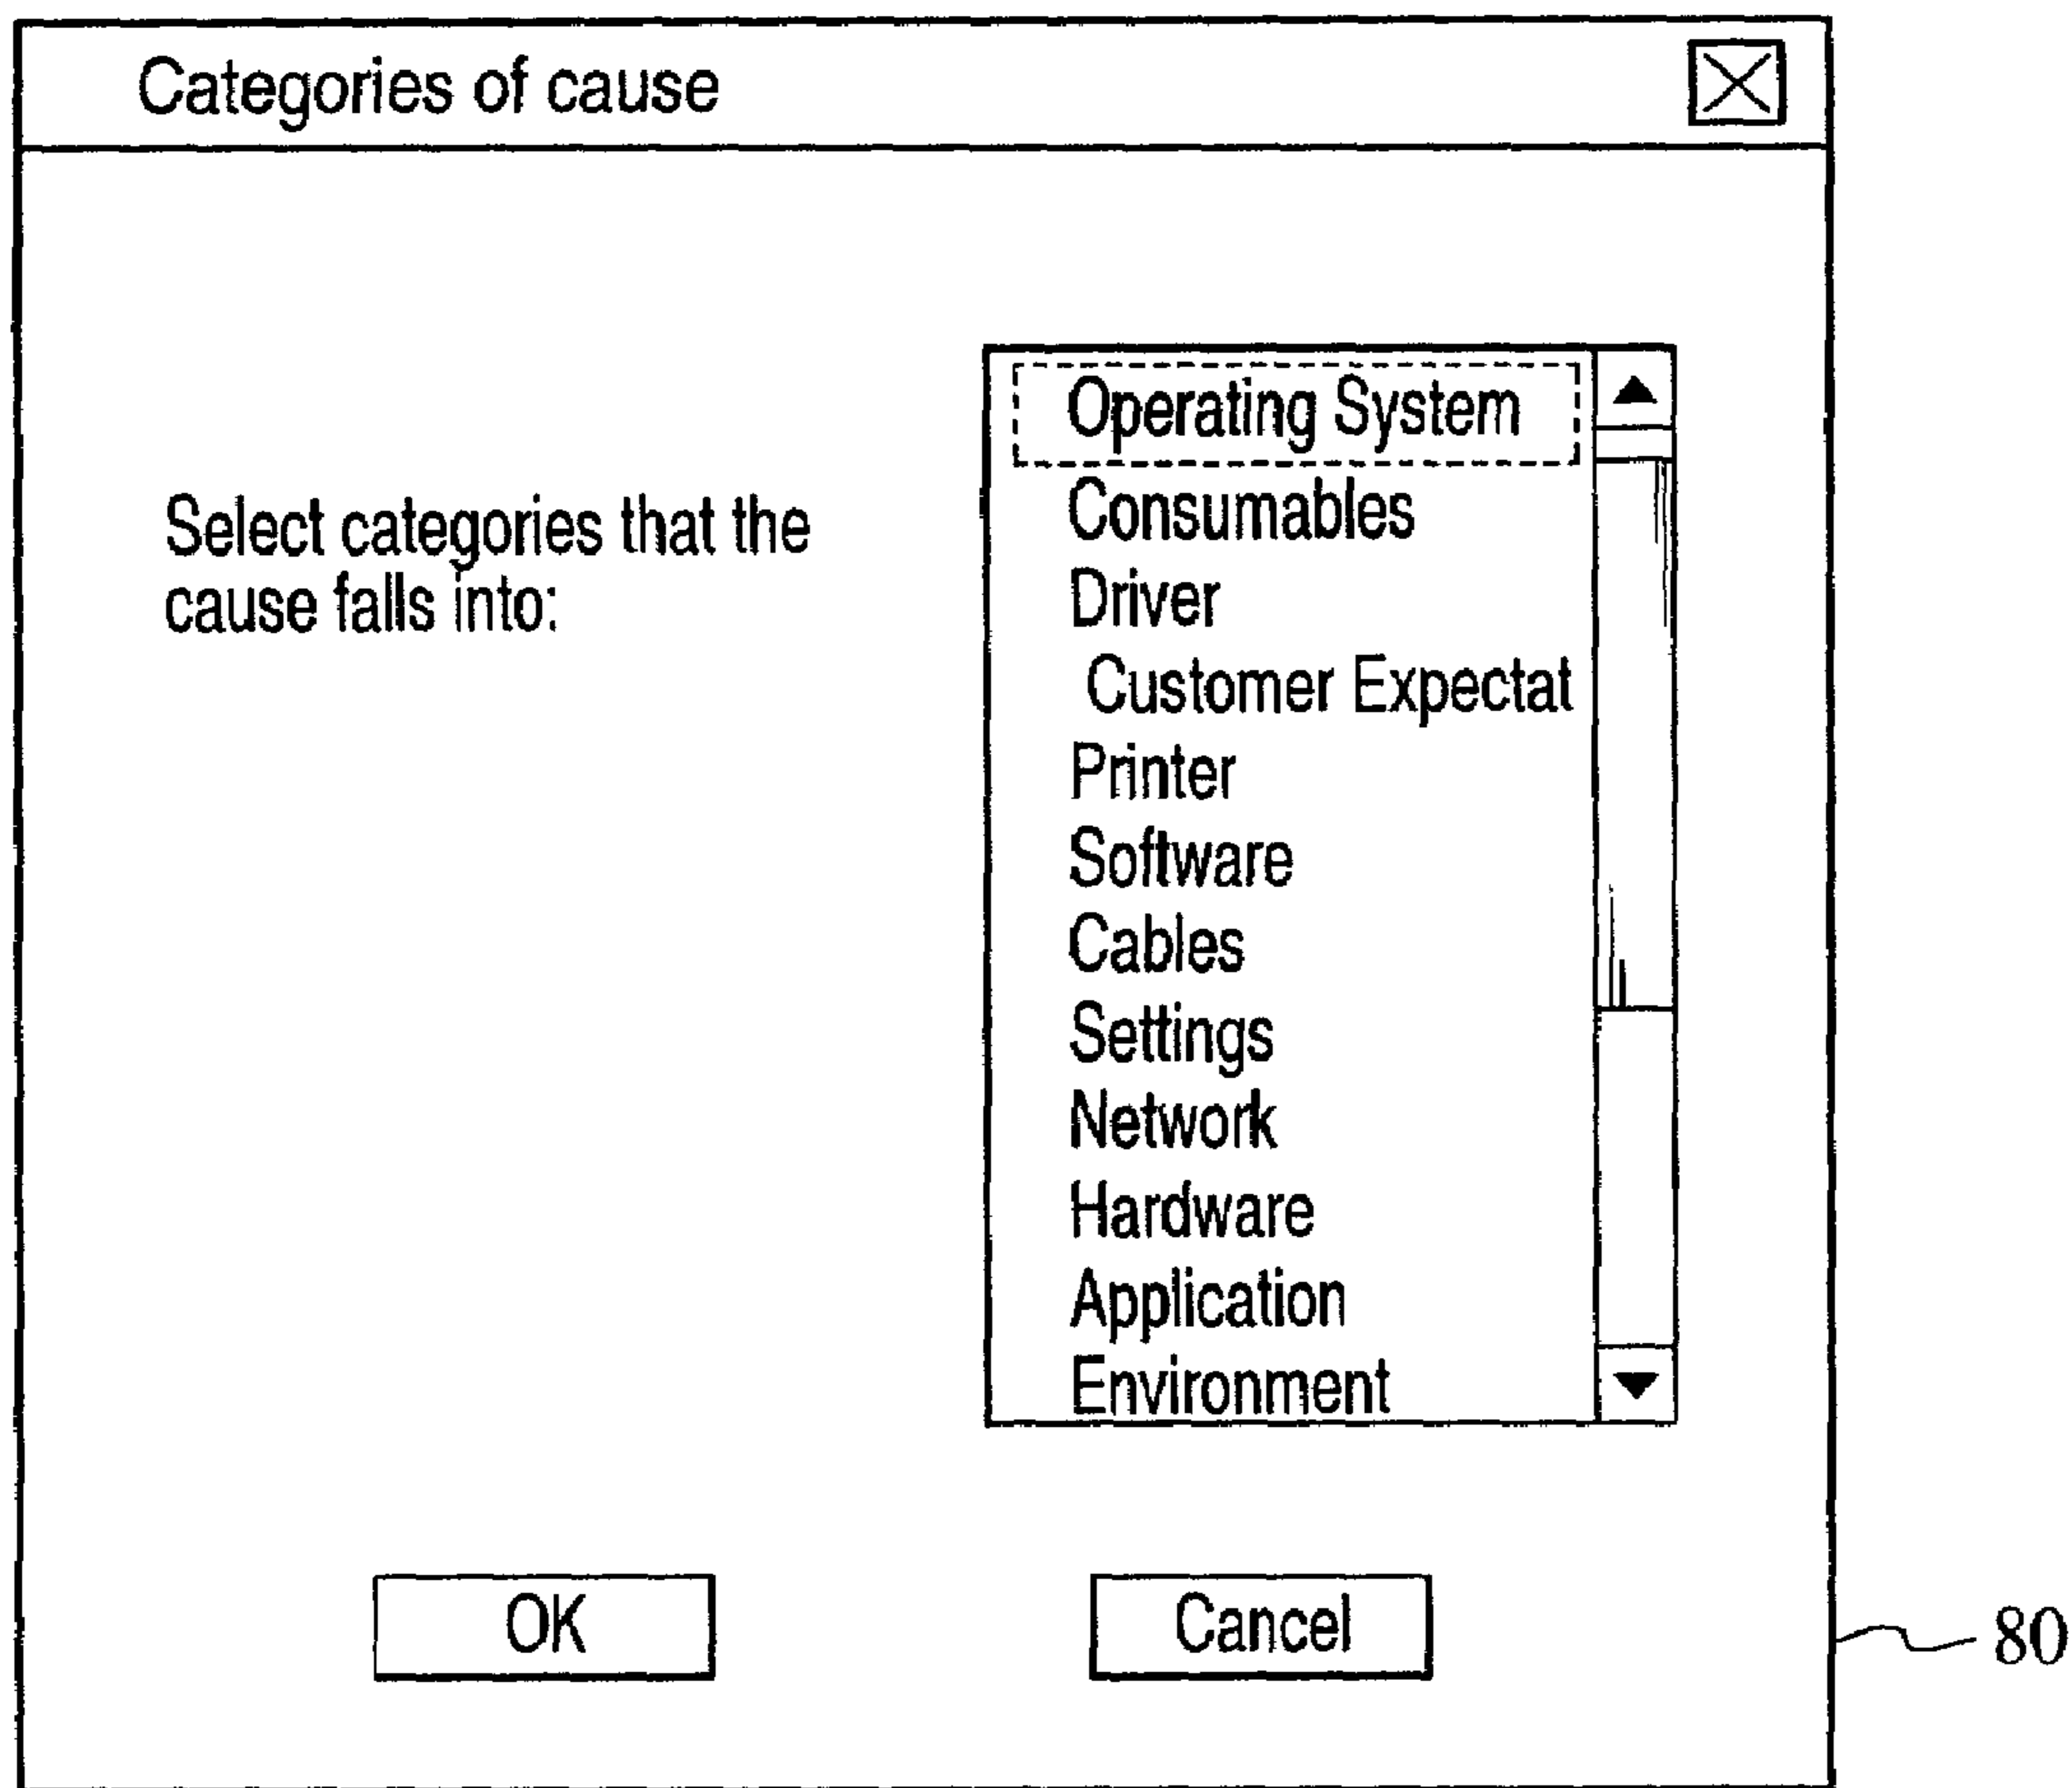 Categories of cause
Select categories that the
cause falls into:
Operating System
Consumables
Driver
Customer Expectat
Printer
Software
Cables
Settings
Network
Hardware
Application
Environment
OK
Cancel
80